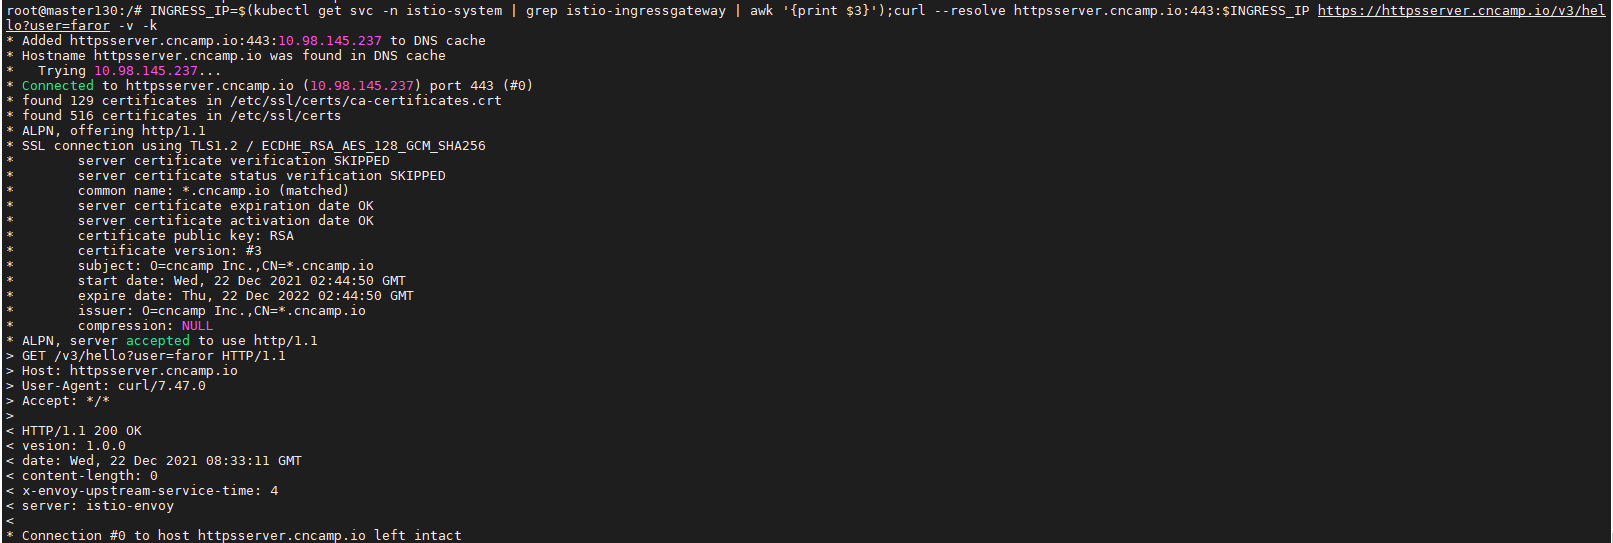 root@master130:/# INGRESS_IP=$(kubectl get svc -n istio-system | grep istio-ingressgateway | awk '{print $3}');curl --resolve httpsserver.cncamp.io:443:$INGRESS_IP https://httpsserver.cncamp.io/v3/hel
lo?user=faror -v -k
* Added httpsserver.cncamp.io:443:10.98.145.237 to DNS cache
* Hostname httpsserver.cncamp.io was found in DNS cache
*   Trying 10.98.145.237...
* Connected to httpsserver.cncamp.io (10.98.145.237) port 443 (#0)
* found 129 certificates in /etc/ssl/certs/ca-certificates.crt
* found 516 certificates in /etc/ssl/certs
* ALPN, offering http/1.1
* SSL connection using TLS1.2 / ECDHE_RSA_AES_128_GCM_SHA256
*        server certificate verification SKIPPED
*        server certificate status verification SKIPPED
*        common name: *.cncamp.io (matched)
*        server certificate expiration date OK
*        server certificate activation date OK
*        certificate public key: RSA
*        certificate version: #3
*        subject: O=cncamp Inc.,CN=*.cncamp.io
*        start date: Wed, 22 Dec 2021 02:44:50 GMT
*        expire date: Thu, 22 Dec 2022 02:44:50 GMT
*        issuer: O=cncamp Inc.,CN=*.cncamp.io
*        compression: NULL
* ALPN, server accepted to use http/1.1
> GET /v3/hello?user=faror HTTP/1.1
> Host: httpsserver.cncamp.io
> User-Agent: curl/7.47.0
> Accept: */*
>
< HTTP/1.1 200 OK
< vesion: 1.0.0
< date: Wed, 22 Dec 2021 08:33:11 GMT
< content-length: 0
< x-envoy-upstream-service-time: 4
< server: istio-envoy
<
* Connection #0 to host httpsserver.cncamp.io left intact